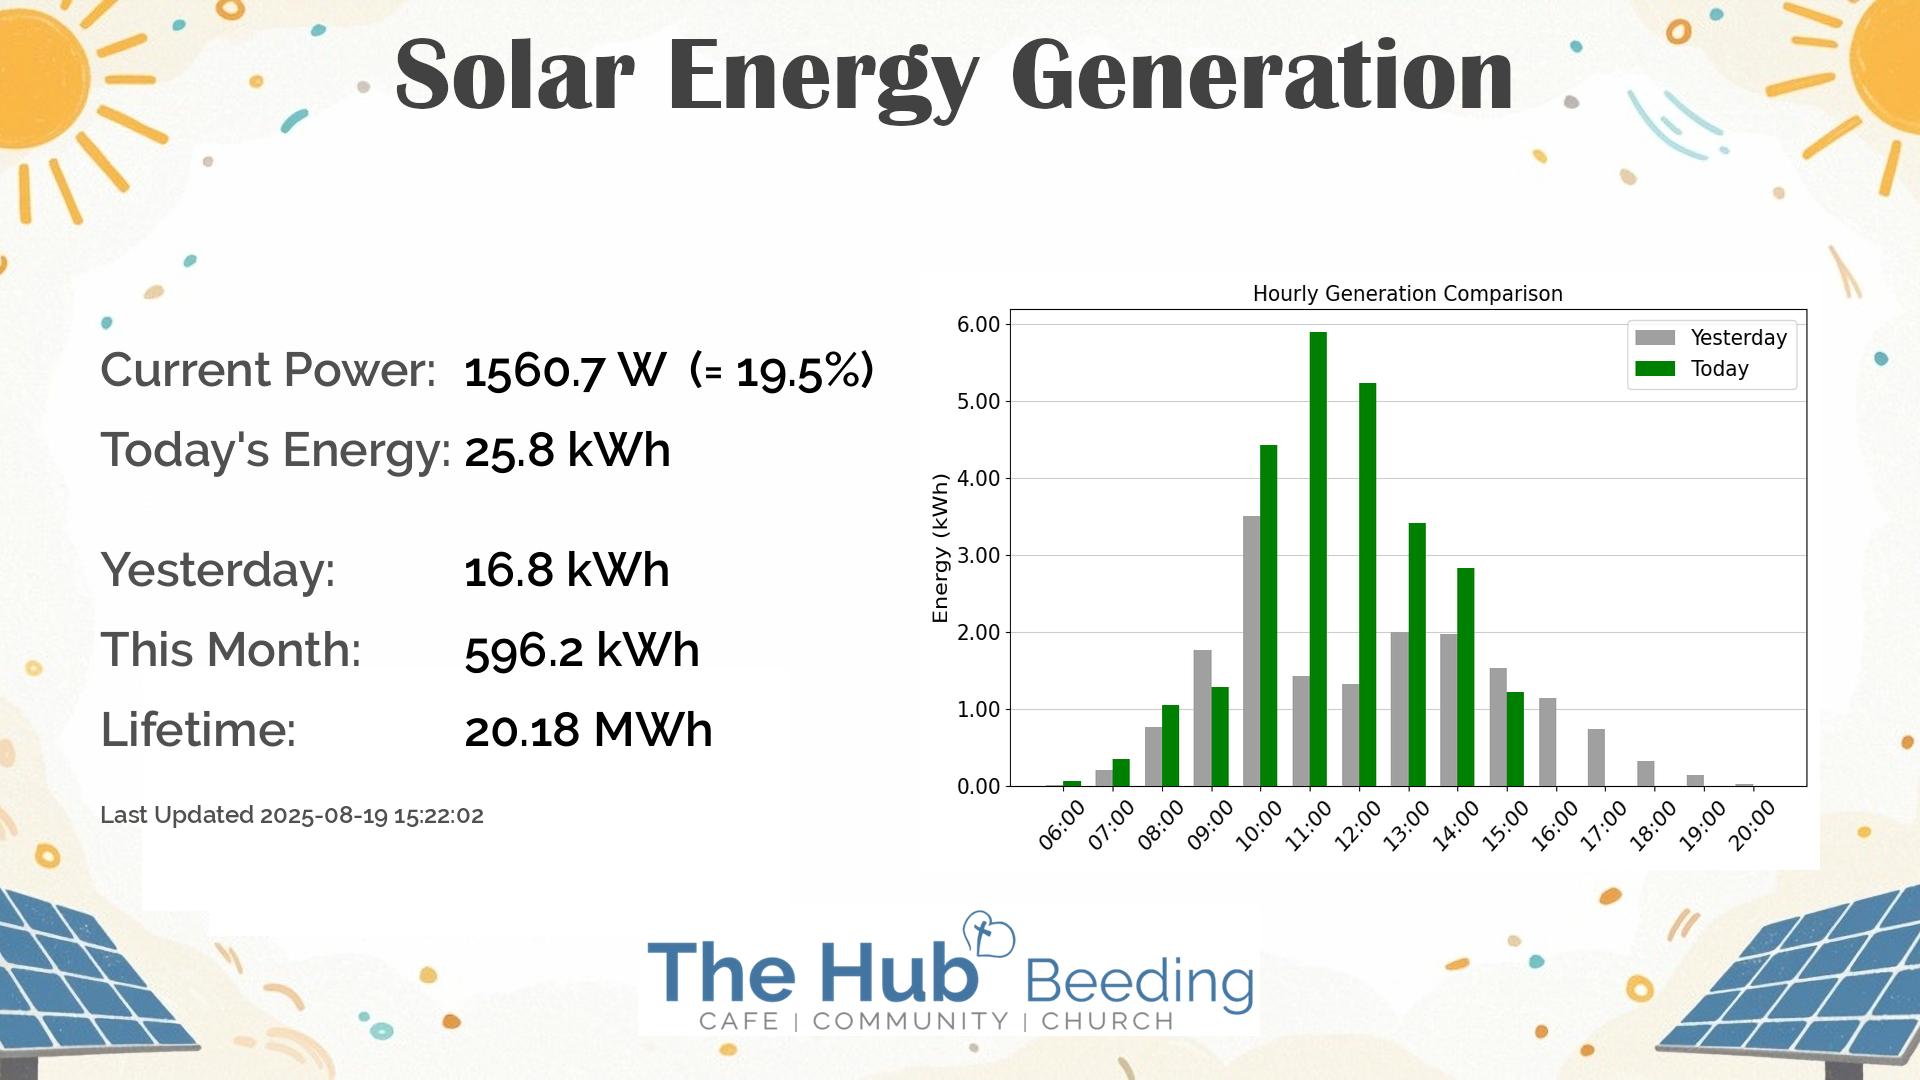 Solar Energy Generation
Current Power: 1560.7 W (= 19.5%)
Today's Energy: 25.8 kWh
Yesterday: 16.8 kWh
This Month: 596.2 kWh
Lifetime: 20.18 MWh
Last Updated 2025-08-19 15:22:02
Hourly Generation Comparison
Yesterday
Today
Energy (kWh)
6.00
5.00
4.00
3.00
2.00
1.00
0.00
06:00 07:00 08:00 09:00 10:00 11:00 12:00 13:00 14:00 15:00 16:00 17:00 18:00 19:00 20:00
The Hub Beeding
CAFE | COMMUNITY | CHURCH